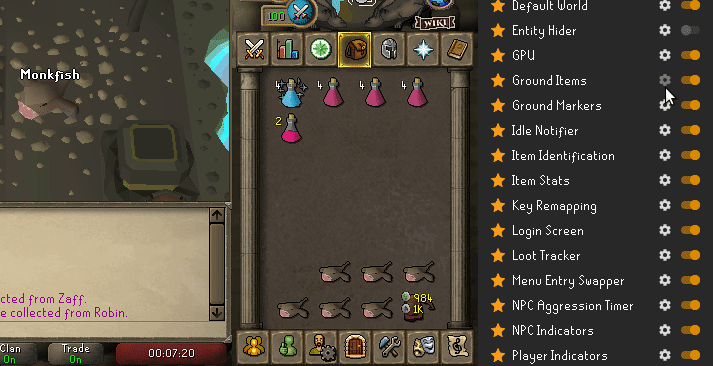 Monkfish
cted from Zaff.
e collected from Robin.
Clan
On
Trade
On
00:07:20
100
WIKI
4
4
4
4
2
984
1K
Default World
Entity Hider
GPU
Ground Items
Ground Markers
Idle Notifier
Item Identification
Item Stats
Key Remapping
Login Screen
Loot Tracker
Menu Entry Swapper
NPC Aggression Timer
NPC Indicators
Player Indicators